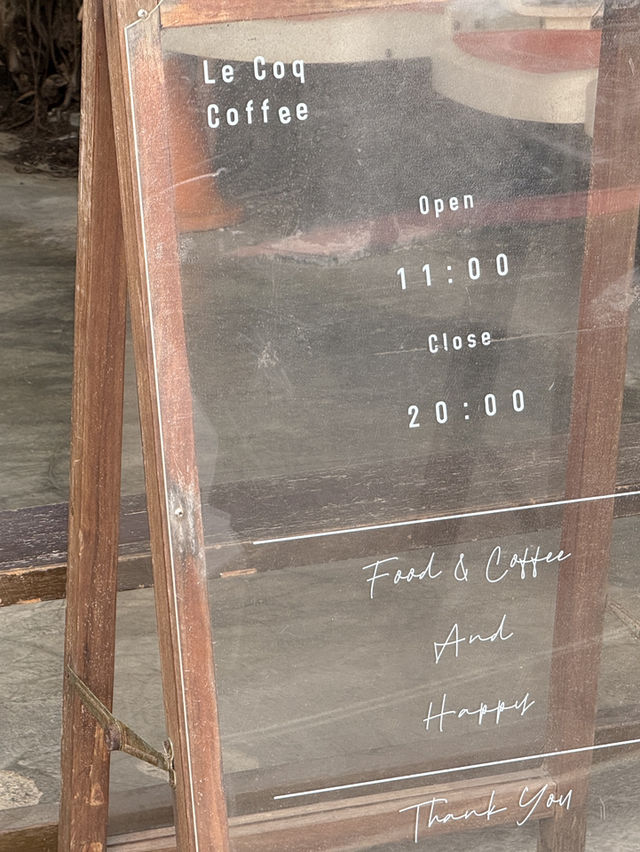 Le Coq
Coffee
Open
11:00
Close
20:00
Food & Coffee
And
Happy
Thank You